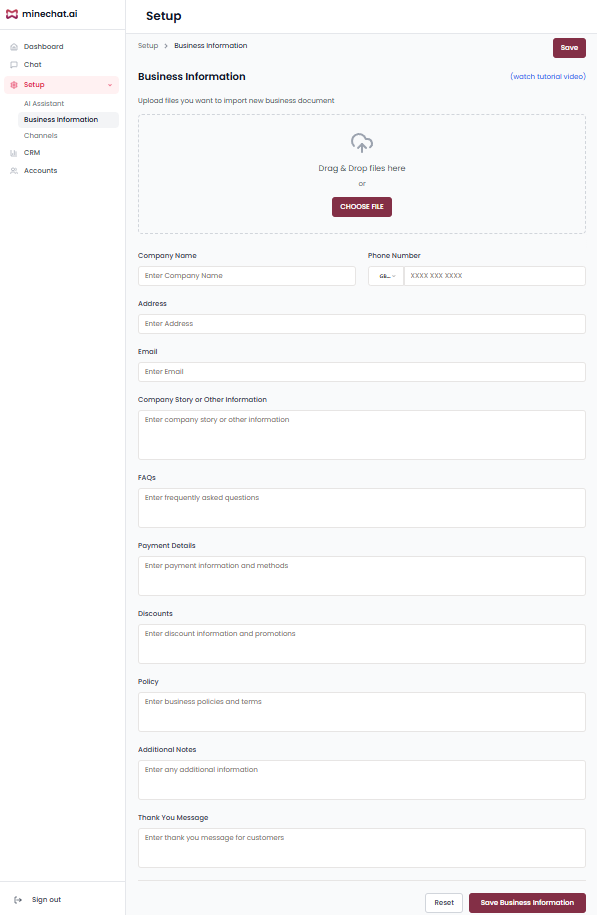 minechat.ai
Setup
Dashboard
Chat
Setup
AI Assistant
Business Information
Channels
CRM
Accounts
Sign out
Setup > Business Information
Save
Business Information
(watch tutorial video)
Upload files you want to import new business document
Drag & Drop files here
or
CHOOSE FILE
Company Name
Enter Company Name
Phone Number
GB...
XXXX XXX XXXX
Address
Enter Address
Email
Enter Email
Company Story or Other Information
Enter company story or other information
FAQs
Enter frequently asked questions
Payment Details
Enter payment information and methods
Discounts
Enter discount information and promotions
Policy
Enter business policies and terms
Additional Notes
Enter any additional information
Thank You Message
Enter thank you message for customers
Reset
Save Business Information